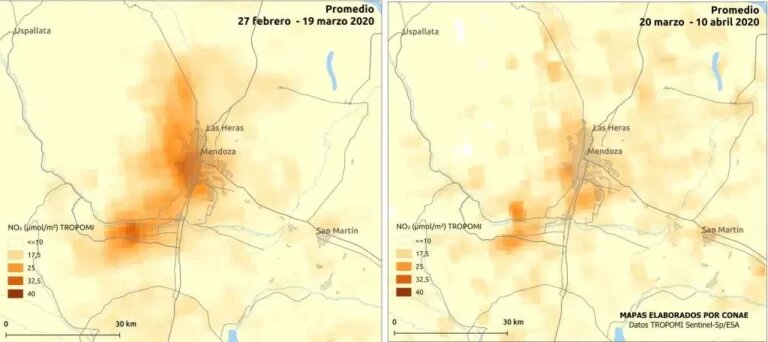 Promedio
27 febrero - 19 marzo 2020
Uspallata
Las Heras
Mendoza
San Martín
NO₂ (μmol/m²) TROPOMI
<=10
17,5
25
32,5
40
0 30 km
Promedio
20 marzo - 10 abril 2020
Uspallata
Las Heras
Mendoza
San Martín
NO₂ (μmol/m²) TROPOMI
<=10
17,5
25
32,5
40
0 30 km
MAPAS ELABORADOS POR CONAE
Datos TROPOMI Sentinel-5p/ESA